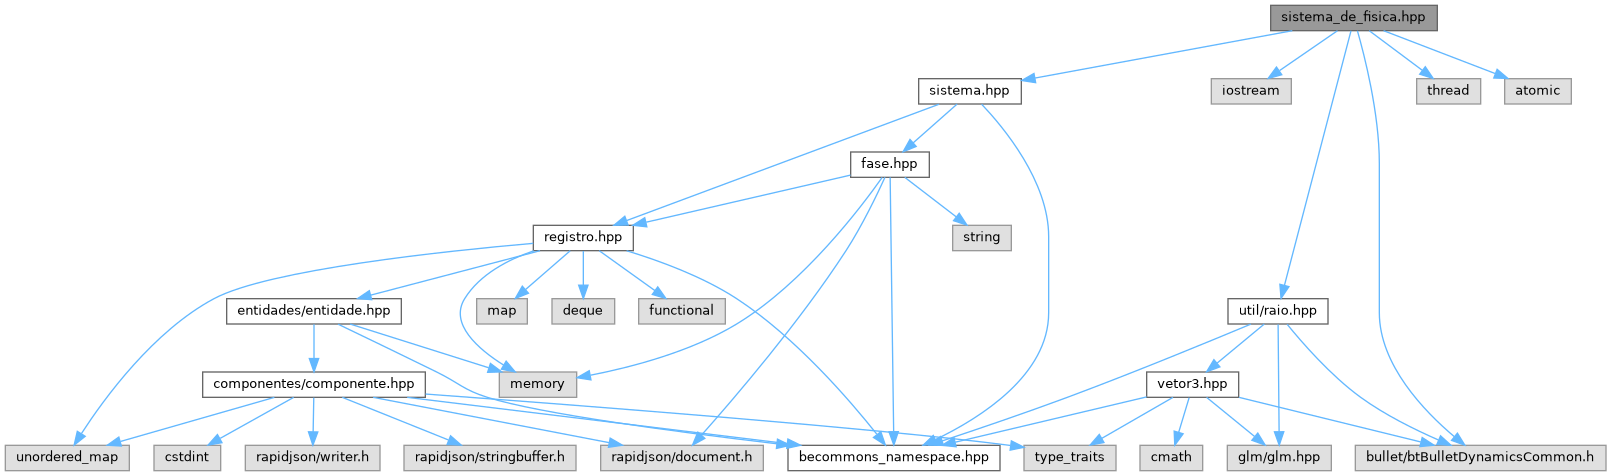 sistema_de_fisica.hpp
sistema.hpp
iostream
thread
atomic
fase.hpp
registro.hpp
string
entidades/entidade.hpp
map
deque
functional
util/raio.hpp
componentes/componente.hpp
memory
vetor3.hpp
unordered_map
cstdint
rapidjson/writer.h
rapidjson/stringbuffer.h
rapidjson/document.h
becommons_namespace.hpp
type_traits
cmath
glm/glm.hpp
bullet/btBulletDynamicsCommon.h